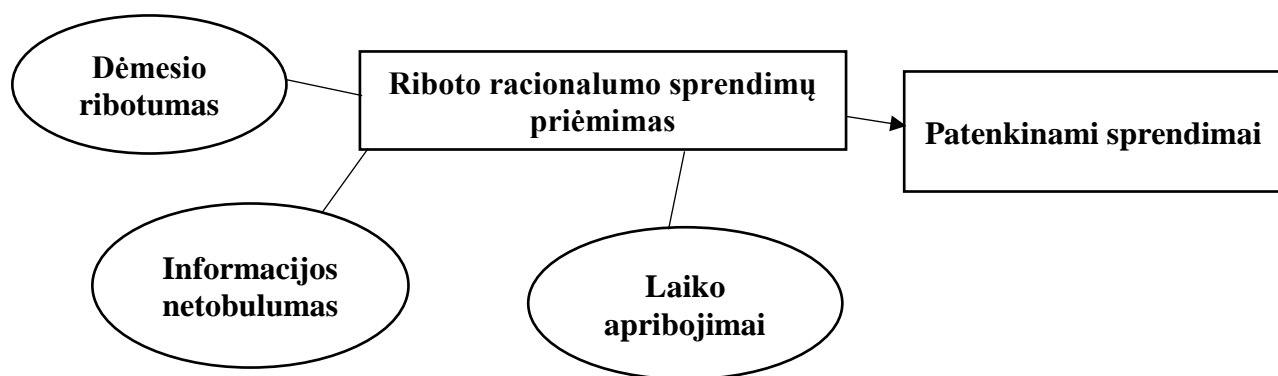 Dėmesio
ribotumas
Riboto racionalumo sprendimų
priėmimas
Patenkinami sprendimai
Informacijos
netobulumas
Laiko
apribojimai